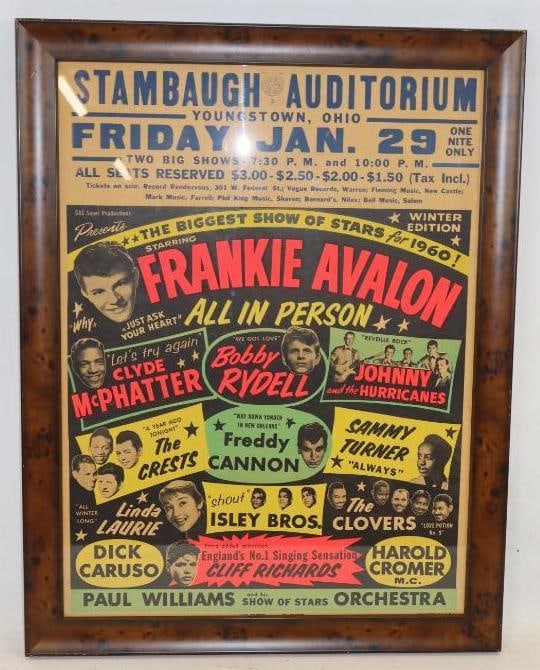 STAMBAUGH AUDITORIUM
YOUNGSTOWN, OHIO
FRIDAY, JAN. 29 ONE NITE ONLY
TWO BIG SHOWS - 7:30 P. M. and 10:00 P. M.
ALL SEATS RESERVED $3.00 - $2.50 - $2.00 - $1.50 (Tax Incl.)
Tickets on sale: Record Rendezvous, 301 W. Federal St.; Vogue Records, Warren; Fleming Music, New Castle;
Mark Music, Farrell; Phil King Music, Sharon; Bernard's, Niles; Bell Music, Salem
Super Productions
Presents
THE BIGGEST SHOW OF STARS for 1960!
WINTER EDITION
STARRING
FRANKIE AVALON
"Why"
"JUST ASK YOUR HEART"
ALL IN PERSON
"Let's try again"
CLYDE McPHATTER
"WE GOT LOVE"
Bobby RYDELL
"REVEILLE ROCK"
JOHNNY and the HURRICANES
"A YEAR AGO TONIGHT"
The CRESTS
"WAY DOWN YONDER IN NEW ORLEANS"
Freddy CANNON
SAMMY TURNER
"ALWAYS"
"ALL WINTER LONG"
Linda LAURIE
"shout"
ISLEY BROS.
The CLOVERS
"LOVE POTION No. 9"
DICK CARUSO
Extra added attraction
England's No.1 Singing Sensation
CLIFF RICHARDS
HAROLD CROMER
M.C.
PAUL WILLIAMS and his SHOW OF STARS ORCHESTRA